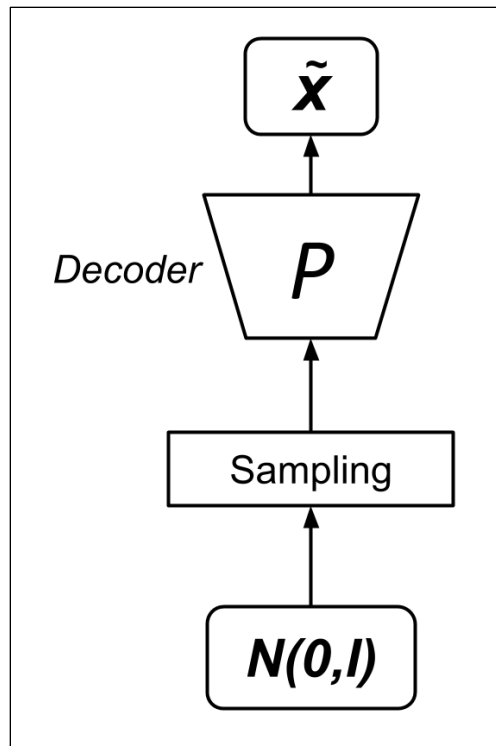 x̃
Decoder
P
Sampling
N(0,I)